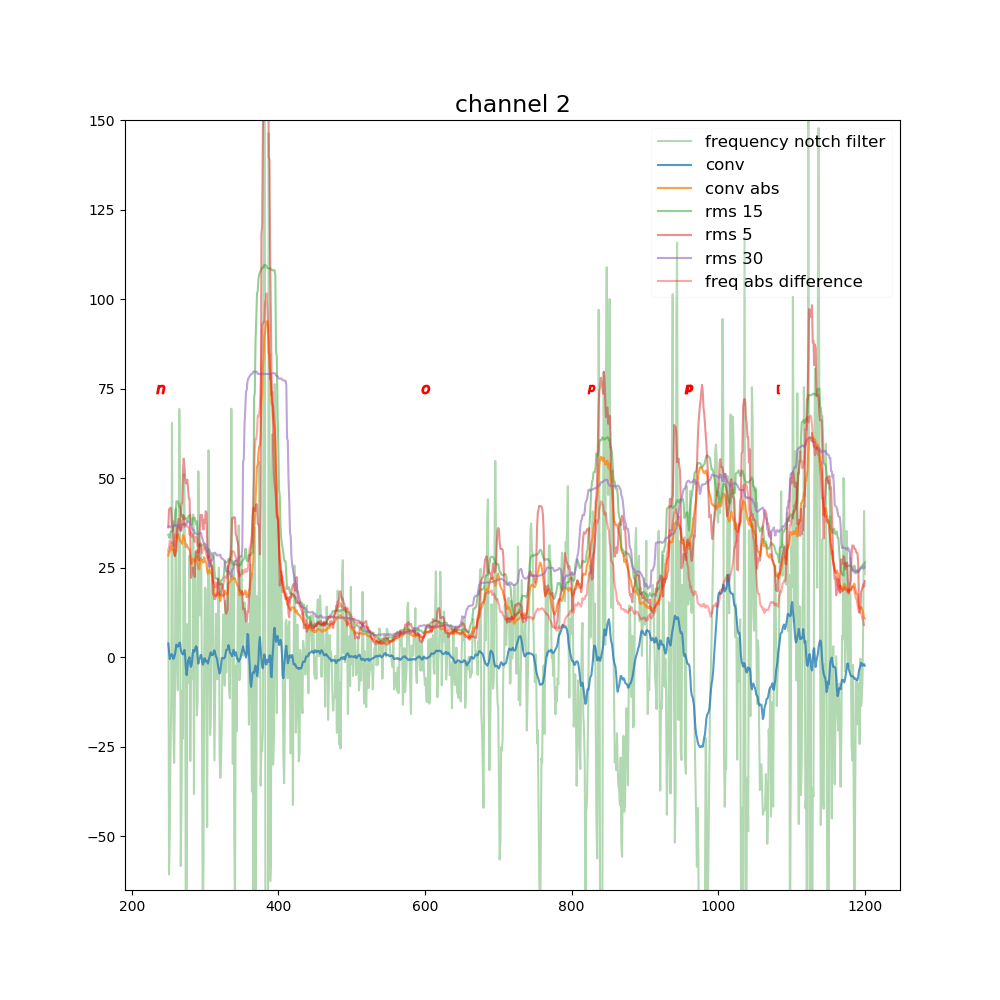 channel 2
150
125
100
75
50
25
0
−25
−50
frequency notch filter
conv
conv abs
rms 15
rms 5
rms 30
freq abs difference
n o p p
200 400 600 800 1000 1200